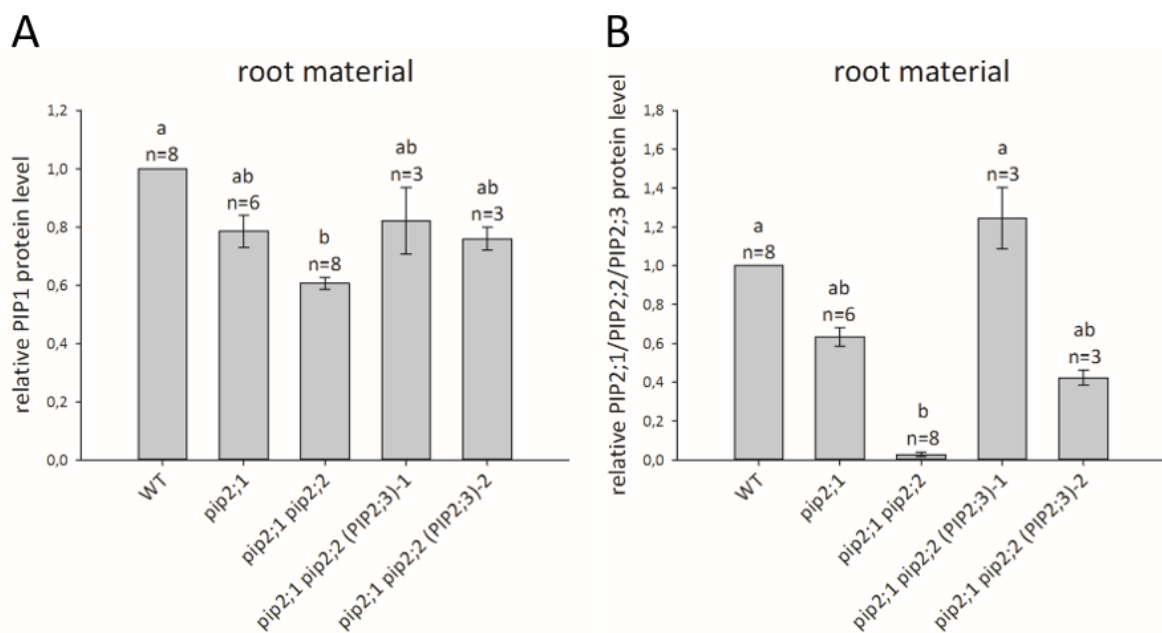 A
root material
relative PIP1 protein level
1,2
1,0
0,8
0,6
0,4
0,2
0,0
a
n=8
ab
n=6
b
n=8
ab
n=3
ab
n=3
WT
pip2;1
pip2;1 pip2;2
pip2;1 pip2;2 (PIP2;3)-1
pip2;1 pip2;2 (PIP2;3)-2
B
root material
relative PIP2;1/PIP2;2/PIP2;3 protein level
1,8
1,6
1,4
1,2
1,0
0,8
0,6
0,4
0,2
0,0
a
n=8
ab
n=6
b
n=8
a
n=3
ab
n=3
WT
pip2;1
pip2;1 pip2;2
pip2;1 pip2;2 (PIP2;3)-1
pip2;1 pip2;2 (PIP2;3)-2